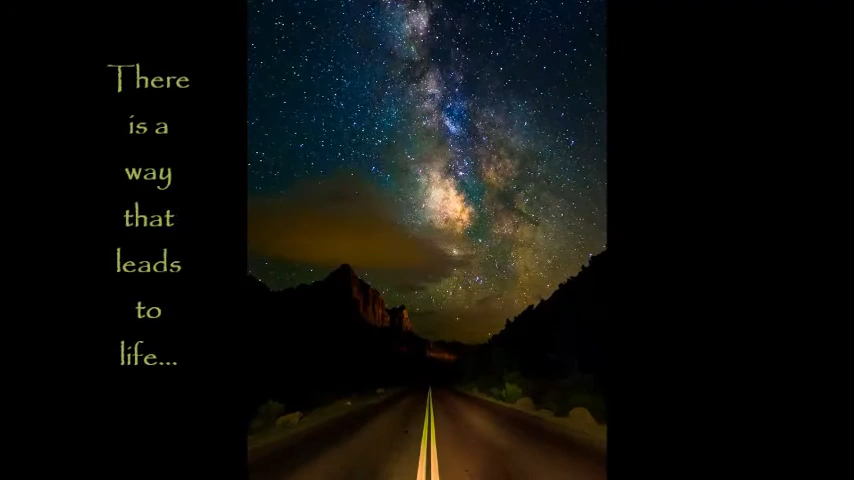 There
is a
way
that
leads
to
life...